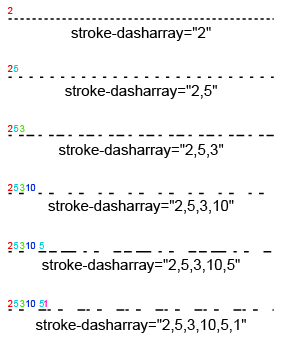 2
stroke-dasharray="2"
25
stroke-dasharray="2,5"
253
stroke-dasharray="2,5,3"
25310
stroke-dasharray="2,5,3,10"
25310 5
stroke-dasharray="2,5,3,10,5"
25310 51
stroke-dasharray="2,5,3,10,5,1"